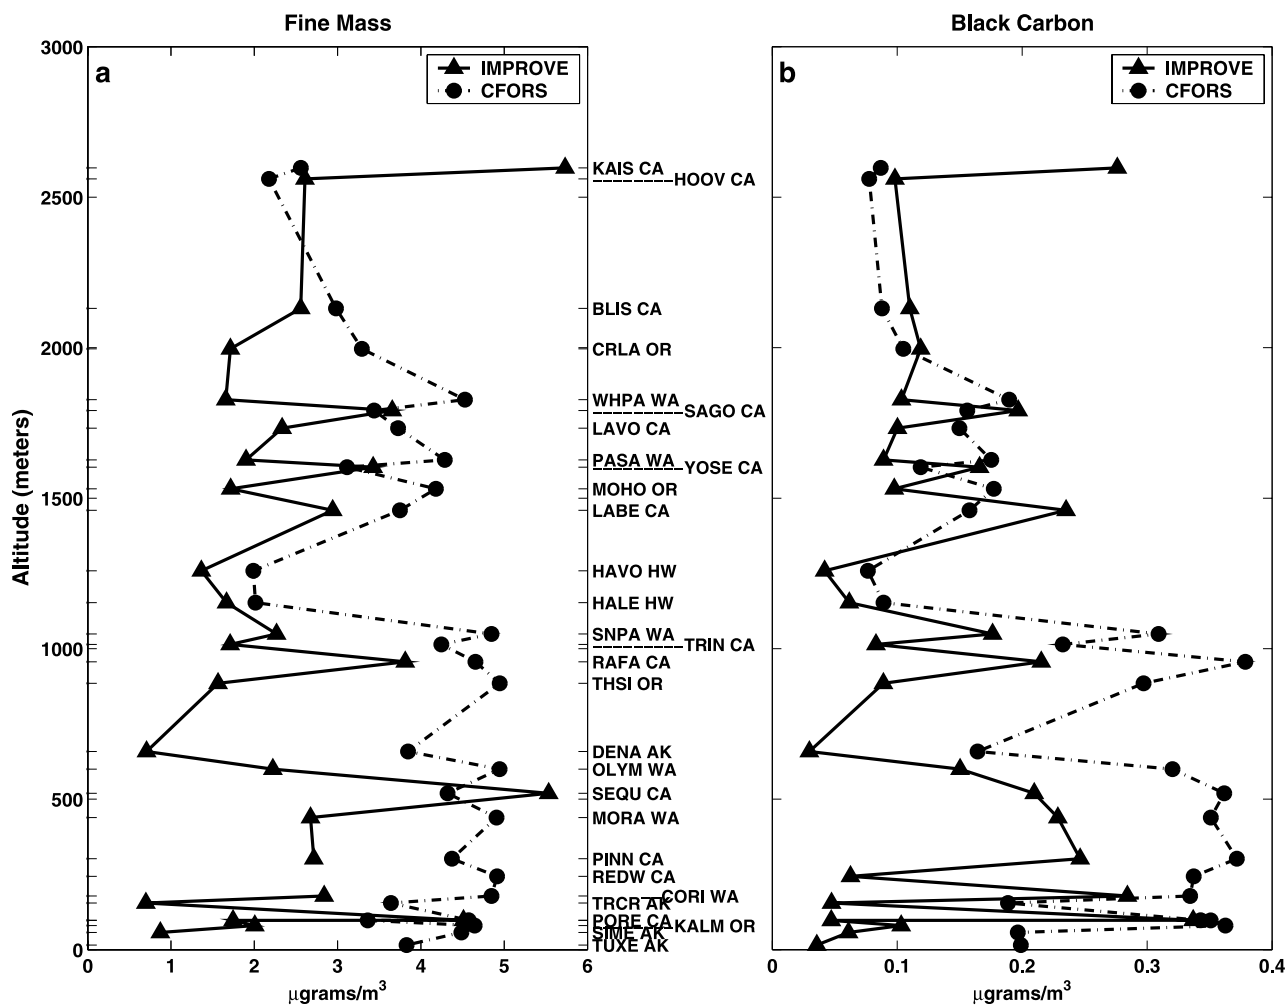 Fine Mass
Black Carbon
a
IMPROVE
CFORS
b
IMPROVE
CFORS
Altitude (meters)
3000
2500
2000
1500
1000
500
0
KAIS CA
HOOV CA
BLIS CA
CRLA OR
WHPA WA
SAGO CA
LAVO CA
PASA WA
YOSE CA
MOHO OR
LABE CA
HAVO HW
HALE HW
SNPA WA
TRIN CA
RAFA CA
THSI OR
DENA AK
OLYM WA
SEQU CA
MORA WA
PINN CA
REDW CA
CORI WA
TRCR AK
PORE CA
KALM OR
SIME AK
TUXE AK
0 1 2 3 4 5 6
0 0.1 0.2 0.3 0.4
μgrams/m³
μgrams/m³